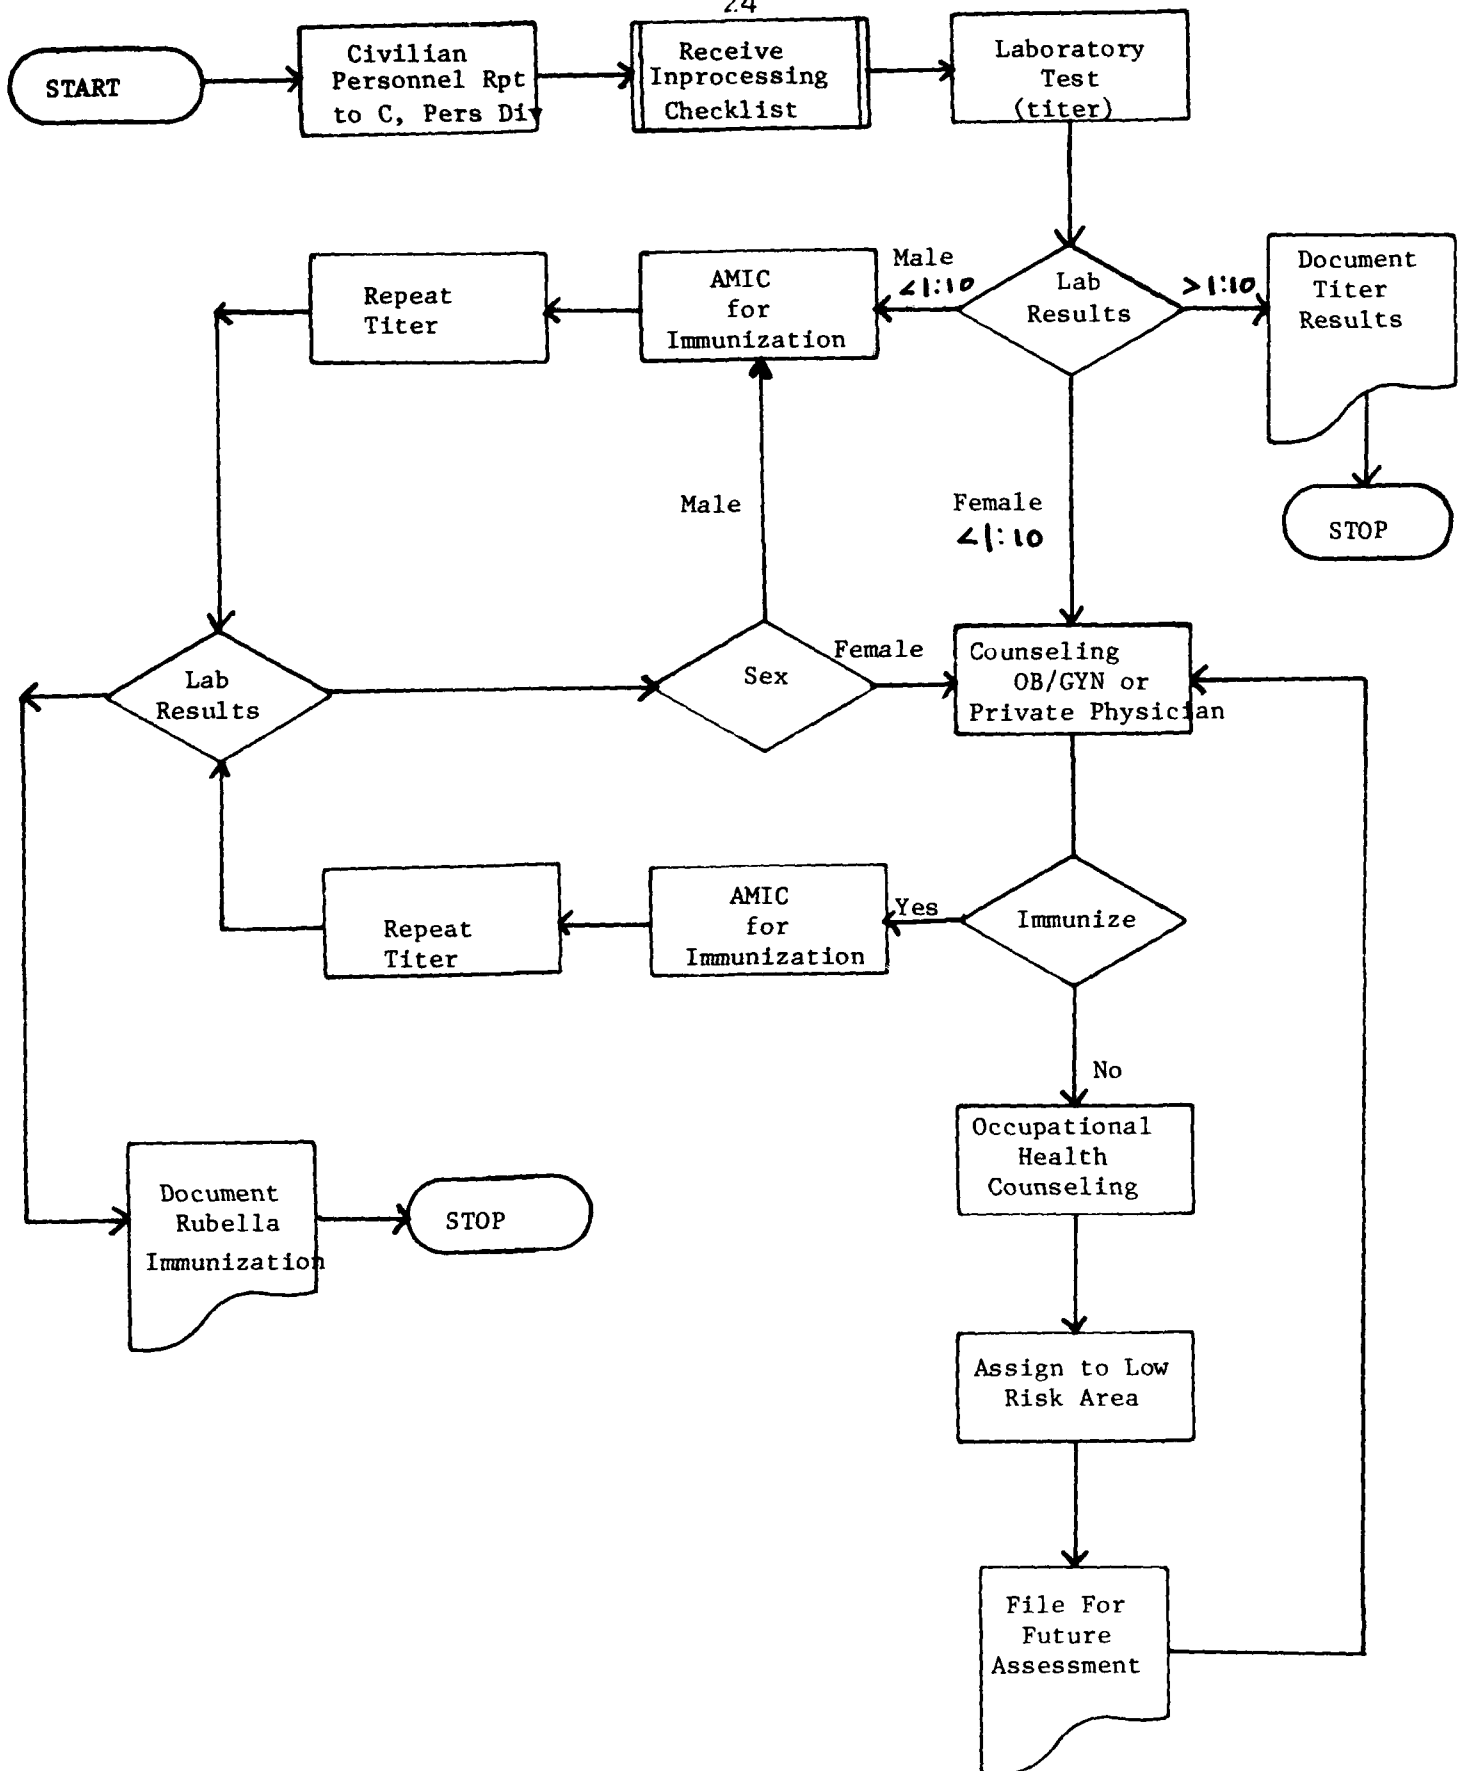 24
START
Civilian
Personnel Rpt
to C, Pers Div
Receive
Inprocessing
Checklist
Laboratory
Test
(titer)
Repeat
Titer
AMIC
for
Immunization
Male
<1:10
Lab
Results
>1:10
Document
Titer
Results
Male
Female
<1:10
STOP
Lab
Results
Sex
Female
Counseling
OB/GYN or
Private Physician
Repeat
Titer
AMIC
for
Immunization
Yes
Immunize
No
Occupational
Health
Counseling
Document
Rubella
Immunization
STOP
Assign to Low
Risk Area
File For
Future
Assessment